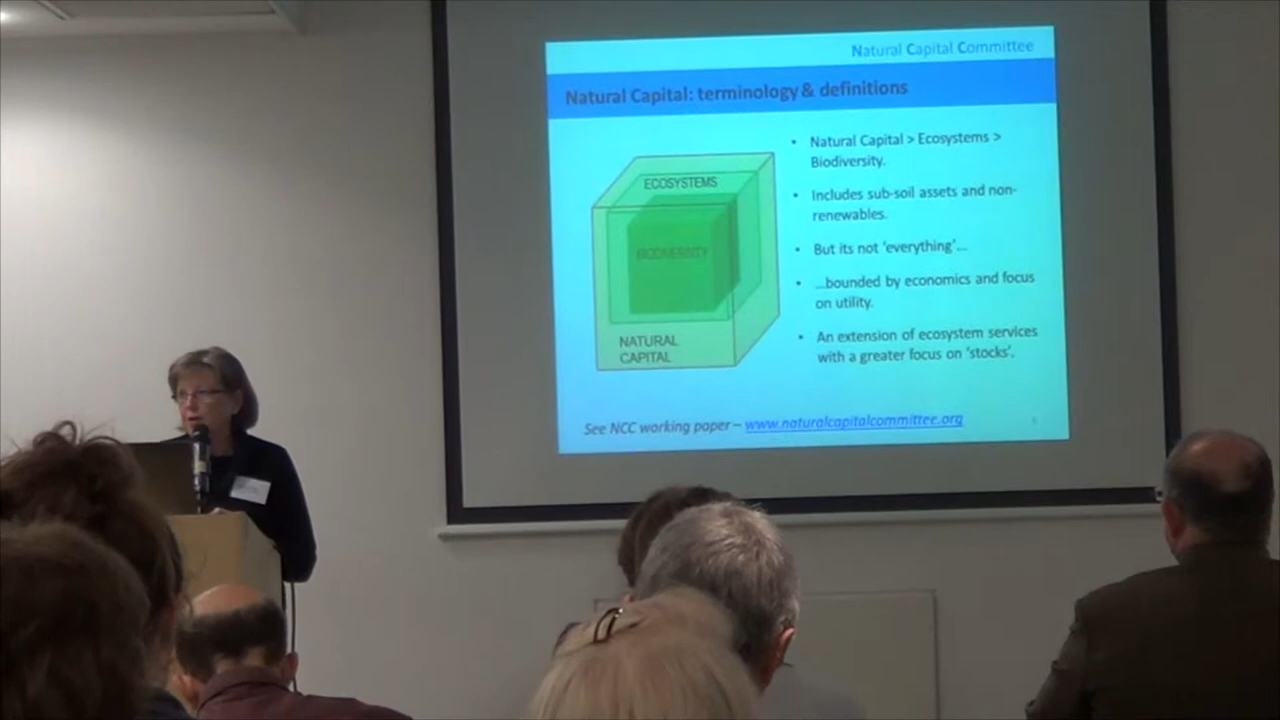 Natural Capital Committee
Natural Capital: terminology & definitions
ECOSYSTEMS
BIODIVERSITY
NATURAL
CAPITAL
• Natural Capital > Ecosystems >
Biodiversity.
• Includes sub-soil assets and non-
renewables.
• But its not ‘everything’...
• ...bounded by economics and focus
on utility.
• An extension of ecosystem services
with a greater focus on ‘stocks’.
See NCC working paper – www.naturalcapitalcommittee.org